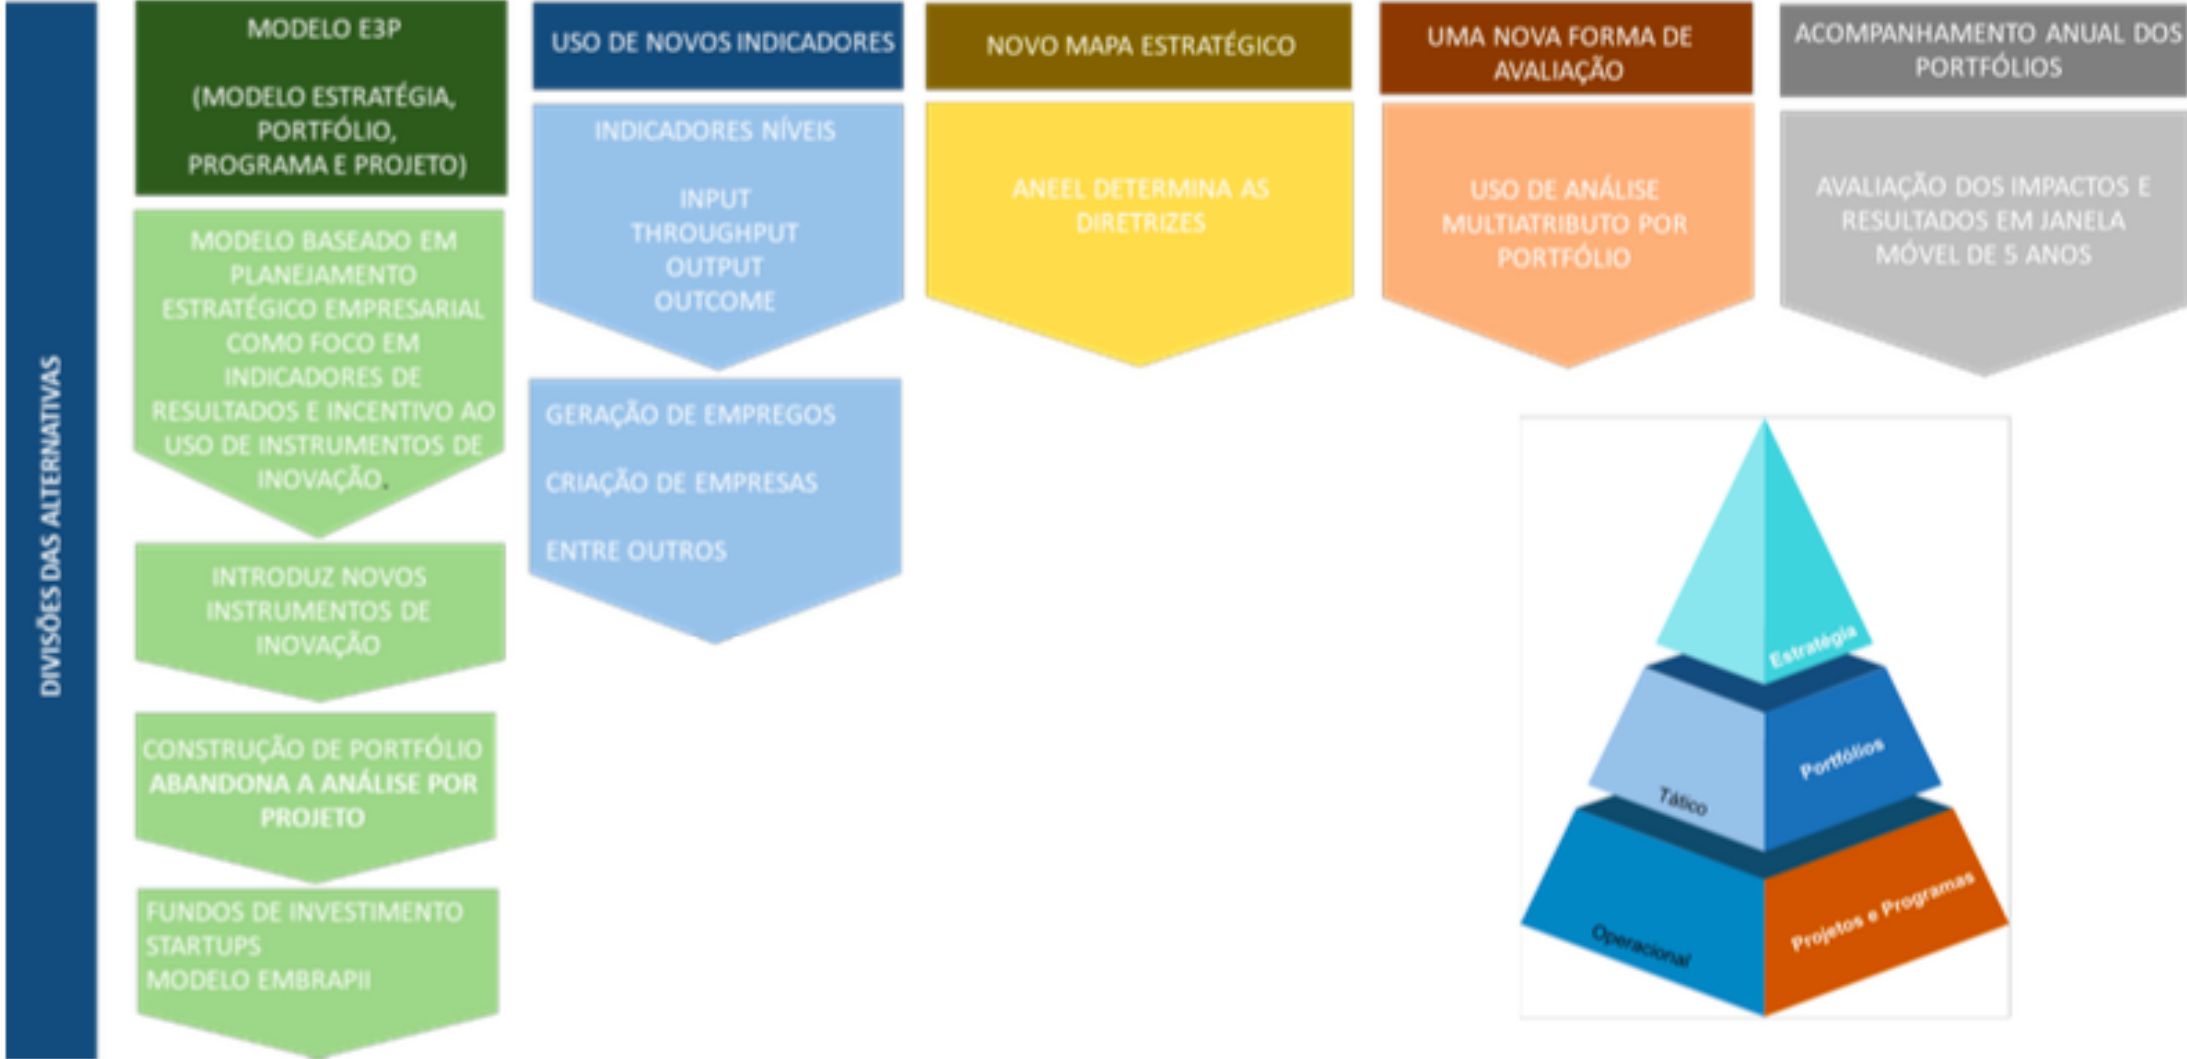 DIVISÕES DAS ALTERNATIVAS
MODELO E3P
(MODELO ESTRATÉGIA,
PORTFÓLIO,
PROGRAMA E PROJETO)
MODELO BASEADO EM
PLANEJAMENTO
ESTRATÉGICO EMPRESARIAL
COMO FOCO EM
INDICADORES DE
RESULTADOS E INCENTIVO AO
USO DE INSTRUMENTOS DE
INOVAÇÃO.
INTRODUZ NOVOS
INSTRUMENTOS DE
INOVAÇÃO
CONSTRUÇÃO DE PORTFÓLIO
ABANDONA A ANÁLISE POR
PROJETO
FUNDOS DE INVESTIMENTO
STARTUPS
MODELO EMBRAPII
USO DE NOVOS INDICADORES
INDICADORES NÍVEIS
INPUT
THROUGHPUT
OUTPUT
OUTCOME
GERAÇÃO DE EMPREGOS
CRIAÇÃO DE EMPRESAS
ENTRE OUTROS
NOVO MAPA ESTRATÉGICO
ANEEL DETERMINA AS
DIRETRIZES
UMA NOVA FORMA DE
AVALIAÇÃO
USO DE ANÁLISE
MULTIATRIBUTO POR
PORTFÓLIO
ACOMPANHAMENTO ANUAL DOS
PORTFÓLIOS
AVALIAÇÃO DOS IMPACTOS E
RESULTADOS EM JANELA
MÓVEL DE 5 ANOS
Estratégia
Tático
Portfólios
Operacional
Projetos e Programas